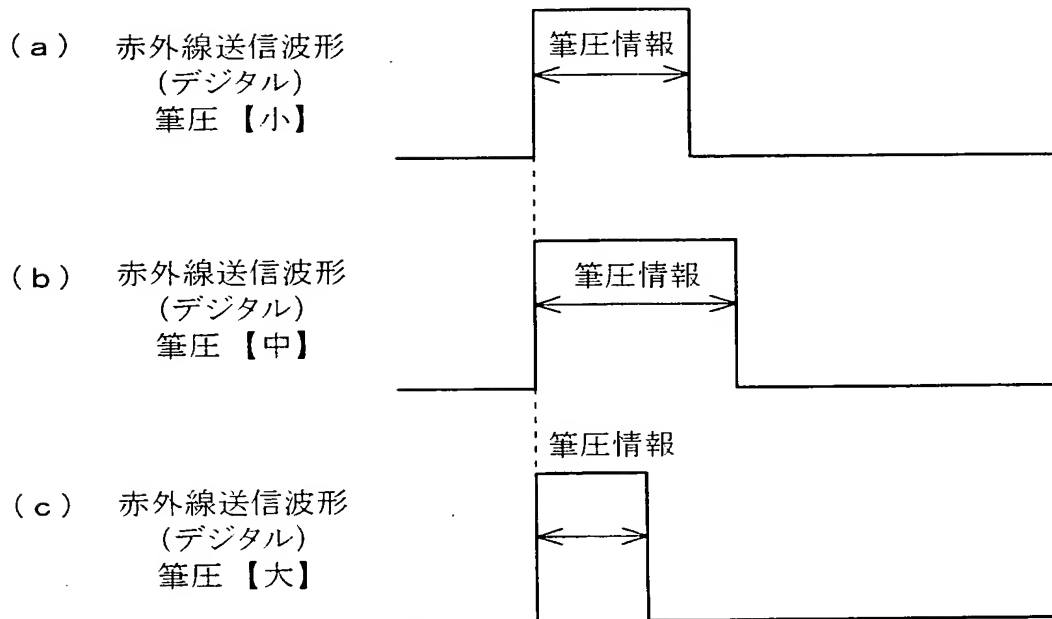 (a) 赤外線送信波形
(デジタル)
筆圧【小】
筆圧情報
(b) 赤外線送信波形
(デジタル)
筆圧【中】
筆圧情報
(c) 赤外線送信波形
(デジタル)
筆圧【大】
筆圧情報